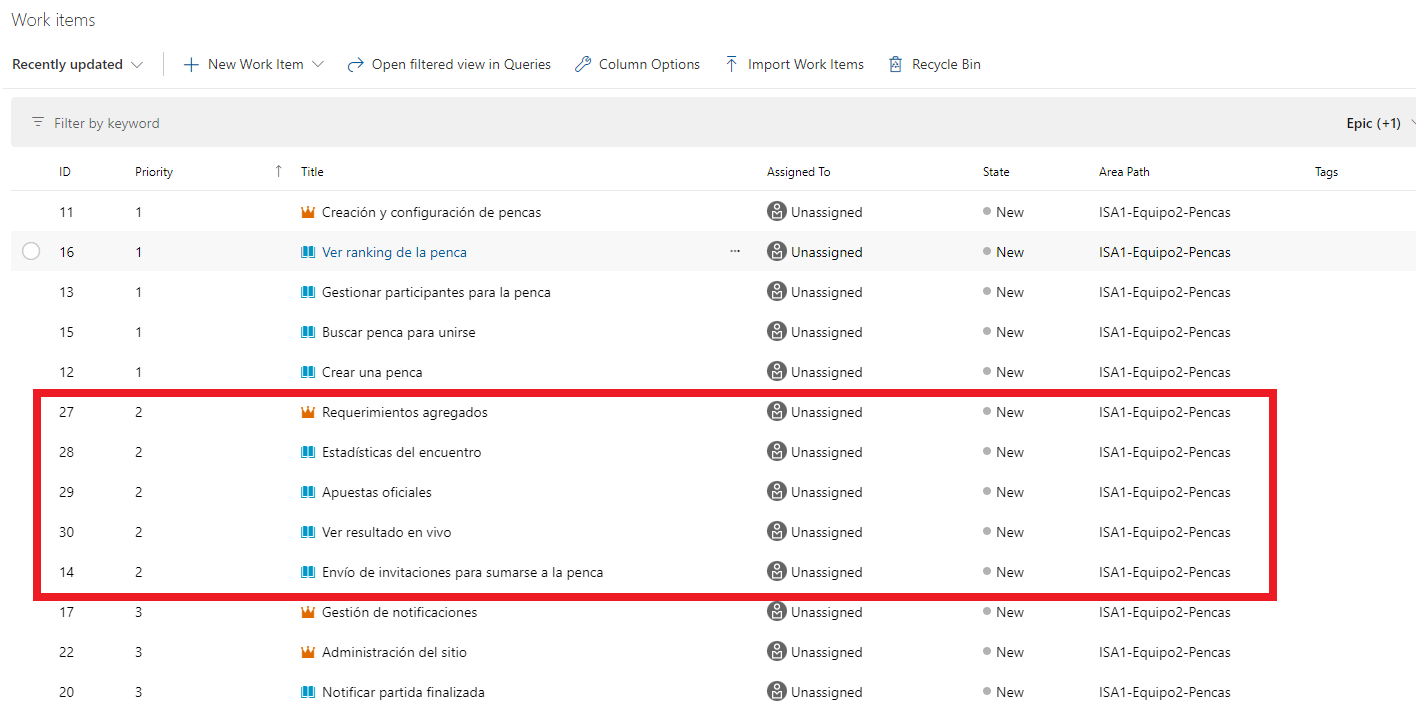 Work items
Recently updated New Work Item Open filtered view in Queries Column Options Import Work Items Recycle Bin
Filter by keyword Epic (+1)
ID Priority Title Assigned To State Area Path Tags
11 1 Creación y configuración de pencas Unassigned New ISA1-Equipo2-Pencas
16 1 Ver ranking de la penca ... Unassigned New ISA1-Equipo2-Pencas
13 1 Gestionar participantes para la penca Unassigned New ISA1-Equipo2-Pencas
15 1 Buscar penca para unirse Unassigned New ISA1-Equipo2-Pencas
12 1 Crear una penca Unassigned New ISA1-Equipo2-Pencas
27 2 Requerimientos agregados Unassigned New ISA1-Equipo2-Pencas
28 2 Estadísticas del encuentro Unassigned New ISA1-Equipo2-Pencas
29 2 Apuestas oficiales Unassigned New ISA1-Equipo2-Pencas
30 2 Ver resultado en vivo Unassigned New ISA1-Equipo2-Pencas
14 2 Envío de invitaciones para sumarse a la penca Unassigned New ISA1-Equipo2-Pencas
17 3 Gestión de notificaciones Unassigned New ISA1-Equipo2-Pencas
22 3 Administración del sitio Unassigned New ISA1-Equipo2-Pencas
20 3 Notificar partida finalizada Unassigned New ISA1-Equipo2-Pencas